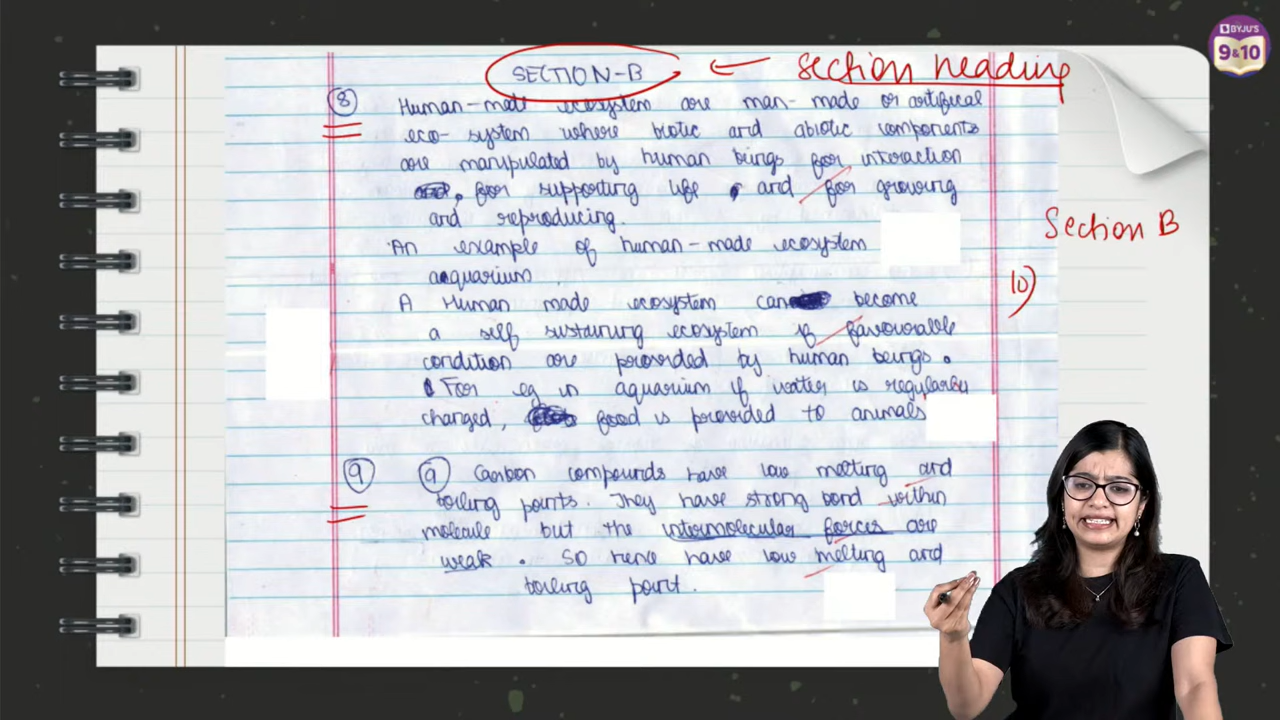 BYJU'S
9&10
SECTION-B ← section heading
8 Human-made ecosystem are man-made or artifical
eco-system where biotic and abiotic components
are manipulated by human beings for interaction
, for supporting life , and for growing
and reproducing.
Section B
An example of human-made ecosystem
aquarium
10)
A Human made ecosystem can become
a self sustaining ecosystem if favourable
condition are provided by human beings.
For eg in aquarium if water is regularly
changed, food is provided to animals
9 9 Carbon compounds have low melting and
boiling points. They have strong bond within
molecule but the intermolecular forces are
weak. So hence have low melting and
boiling point.